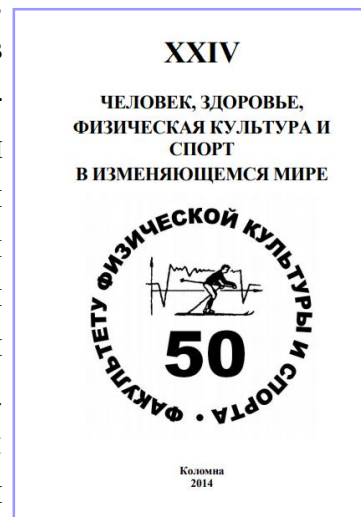 XXIV
ЧЕЛОВЕК, ЗДОРОВЬЕ,
ФИЗИЧЕСКАЯ КУЛЬТУРА И
СПОРТ
В ИЗМЕНЯЮЩЕМСЯ МИРЕ
ФАКУЛЬТЕТУ ФИЗИЧЕСКОЙ КУЛЬТУРЫ И СПОРТА •
50
Коломна
2014